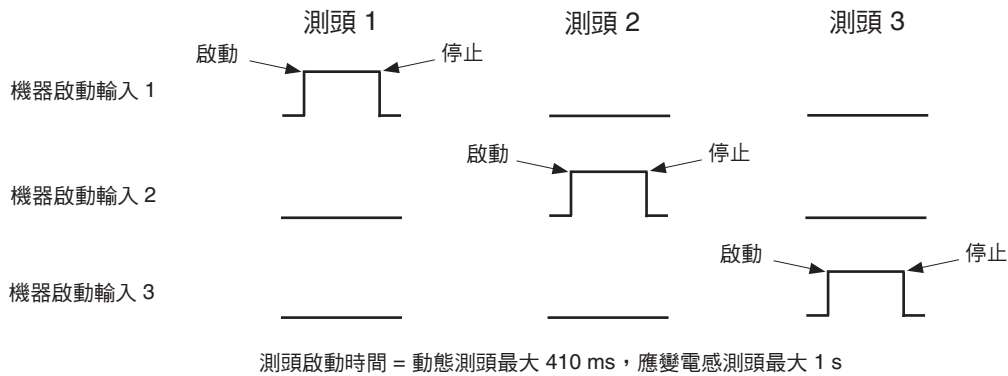 測頭 1 測頭 2 測頭 3
啟動 停止
機器啟動輸入 1
啟動 停止
機器啟動輸入 2
啟動 停止
機器啟動輸入 3
測頭啟動時間 = 動態測頭最大 410 ms，應變電感測頭最大 1 s